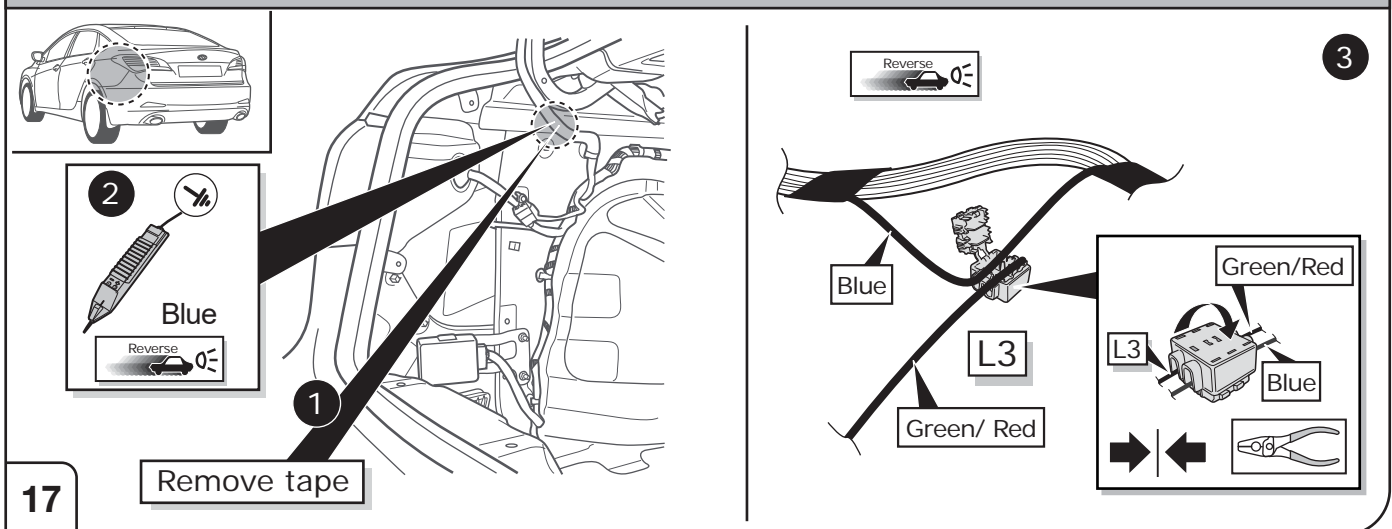 2
Blue
Reverse
1
Remove tape
17
Reverse
3
Blue
L3
Green/ Red
Green/Red
L3
Blue